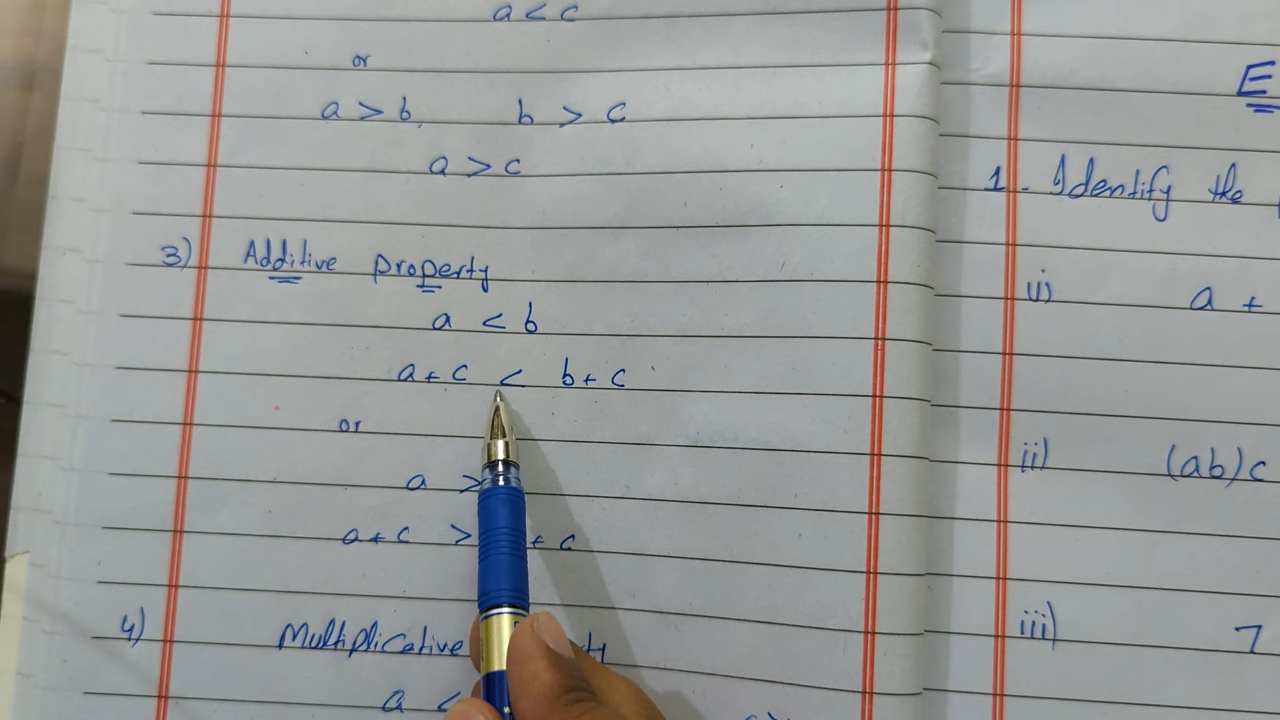 a < c
or
a > b, b > c
a > c
3) Additive property
a < b
a + c < b + c
or
a >
a + c > + c
4) Multiplicative
a <
E
1. Identify the
(i) a +
ii) (ab)c
iii) 7